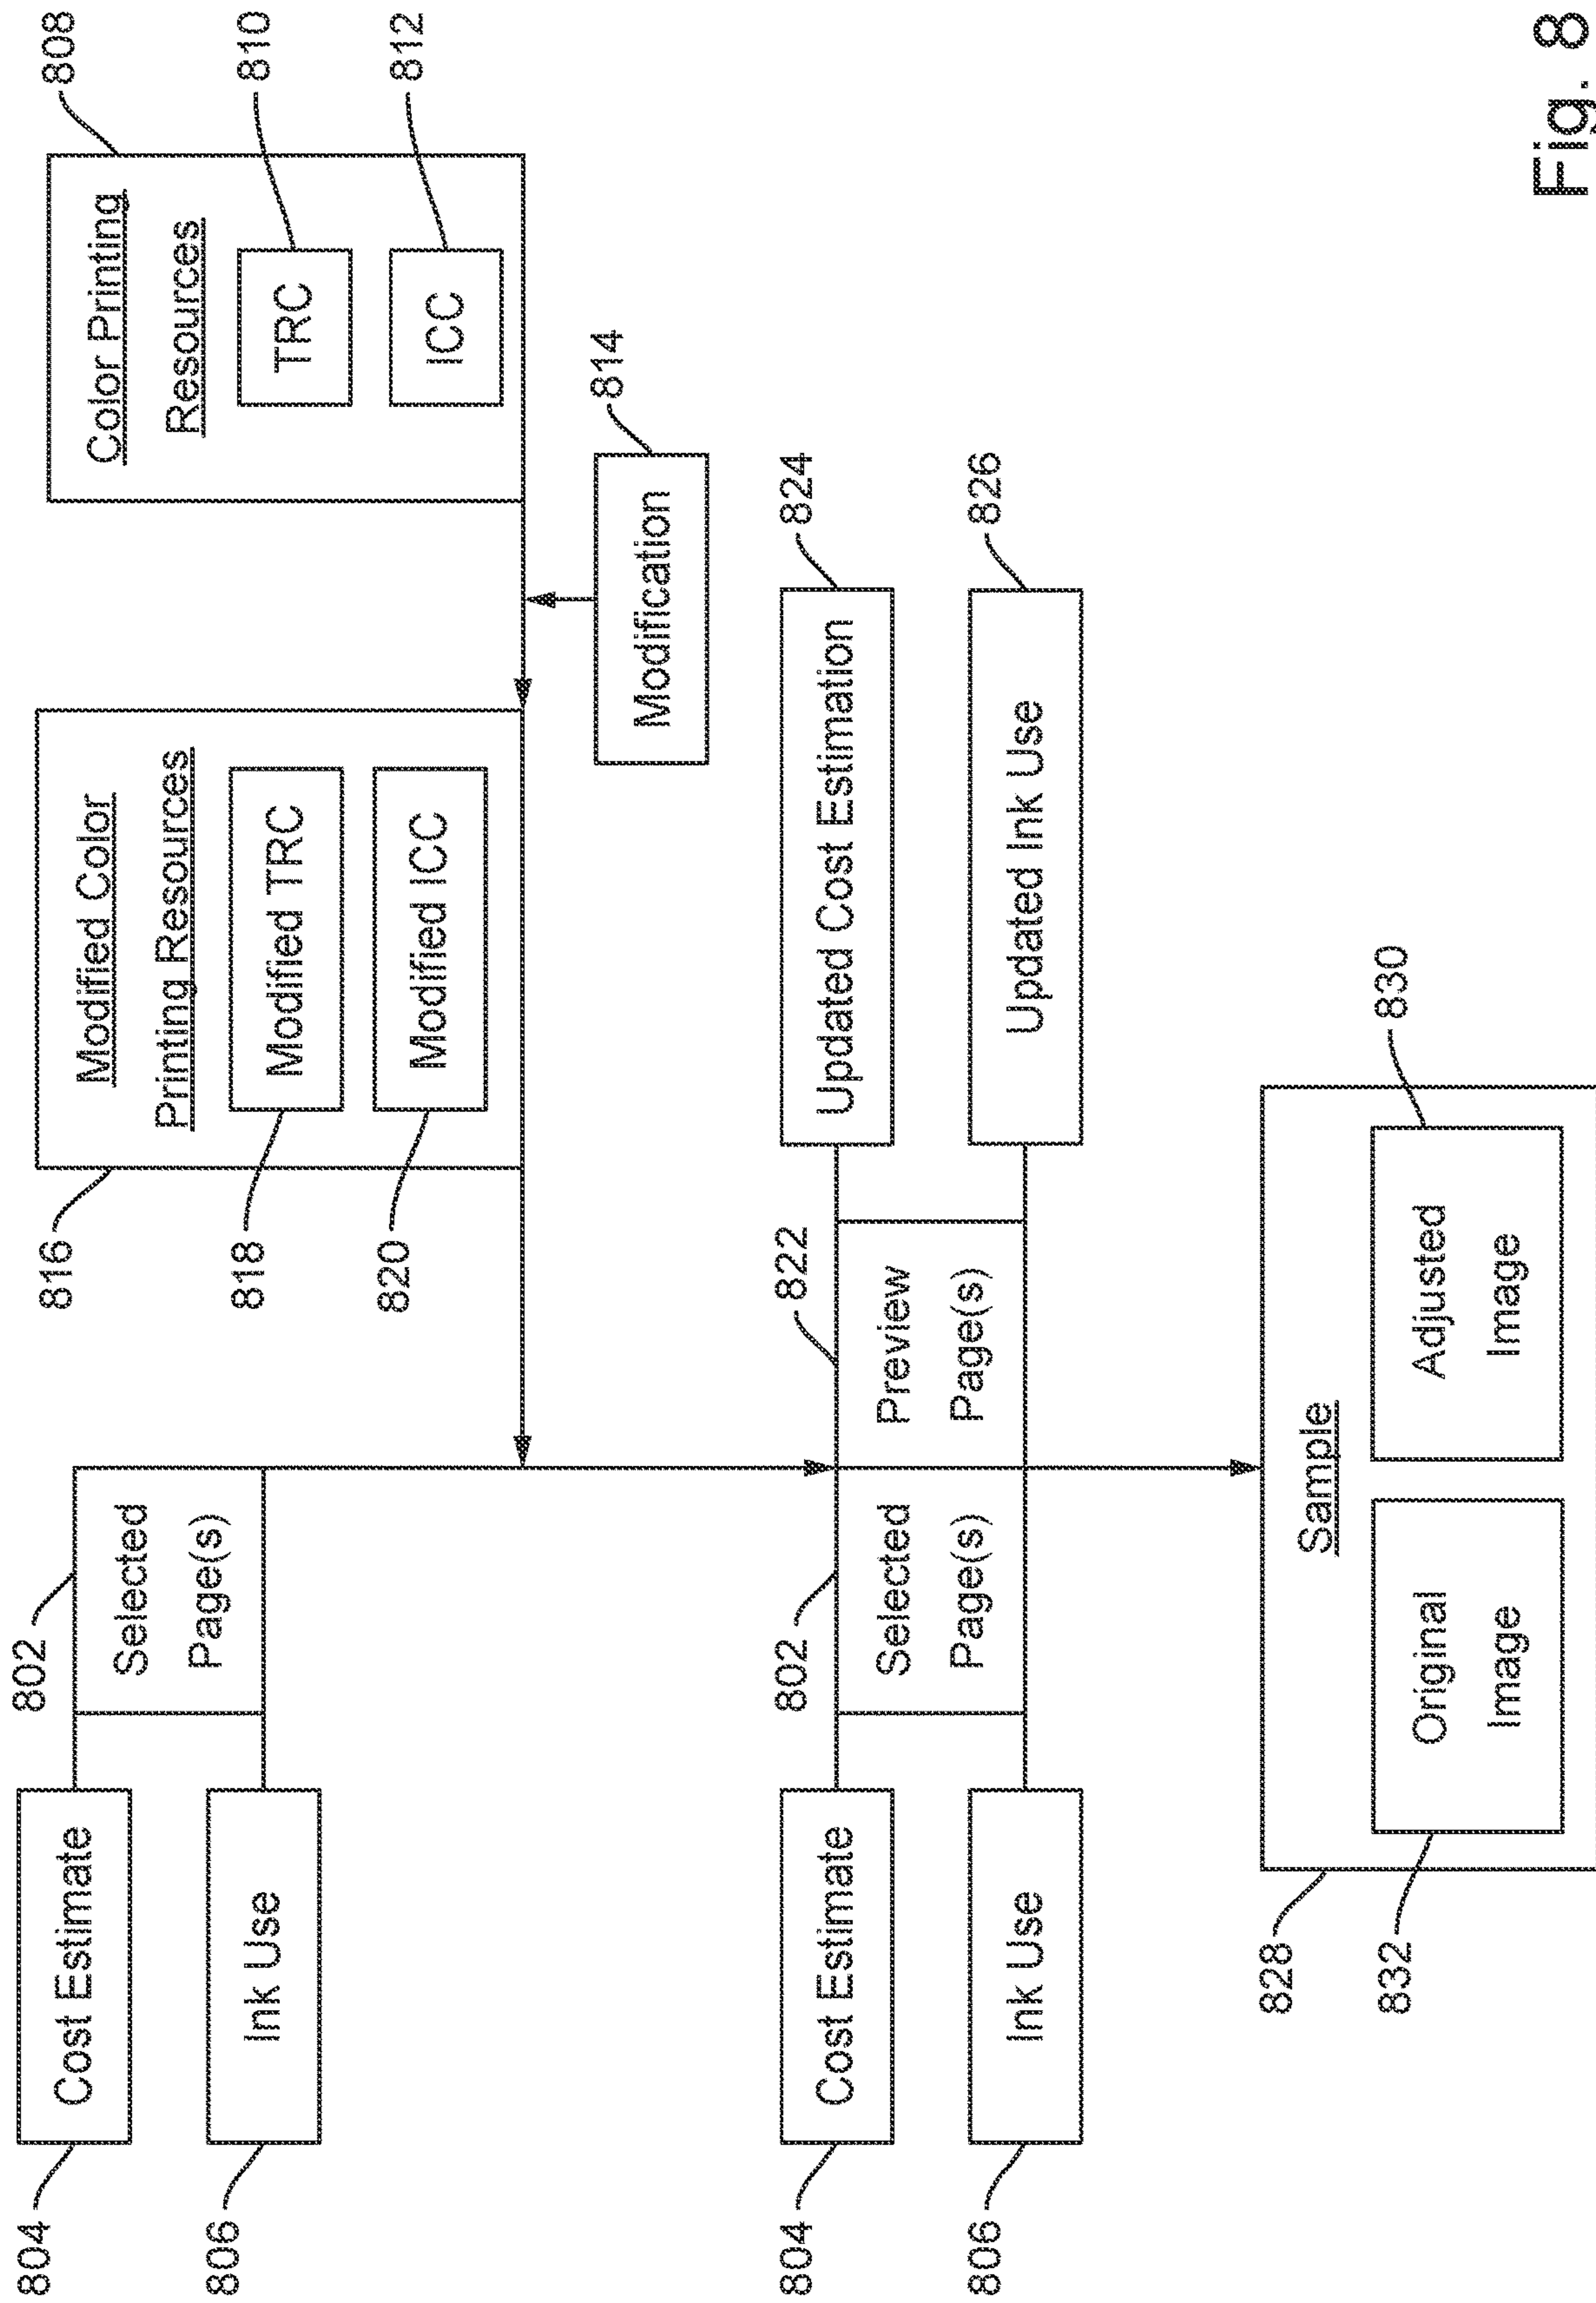 804
Cost Estimate
806
Ink Use
802
Selected
Page(s)
816
Modified Color
Printing Resources
818
Modified TRC
820
Modified ICC
808
Color Printing
Resources
810
TRC
812
ICC
814
Modification
804
Cost Estimate
806
Ink Use
802
Selected
Page(s)
822
Preview
Page(s)
824
Updated Cost Estimation
826
Updated Ink Use
828
Sample
832
Original
Image
830
Adjusted
Image
Fig. 8